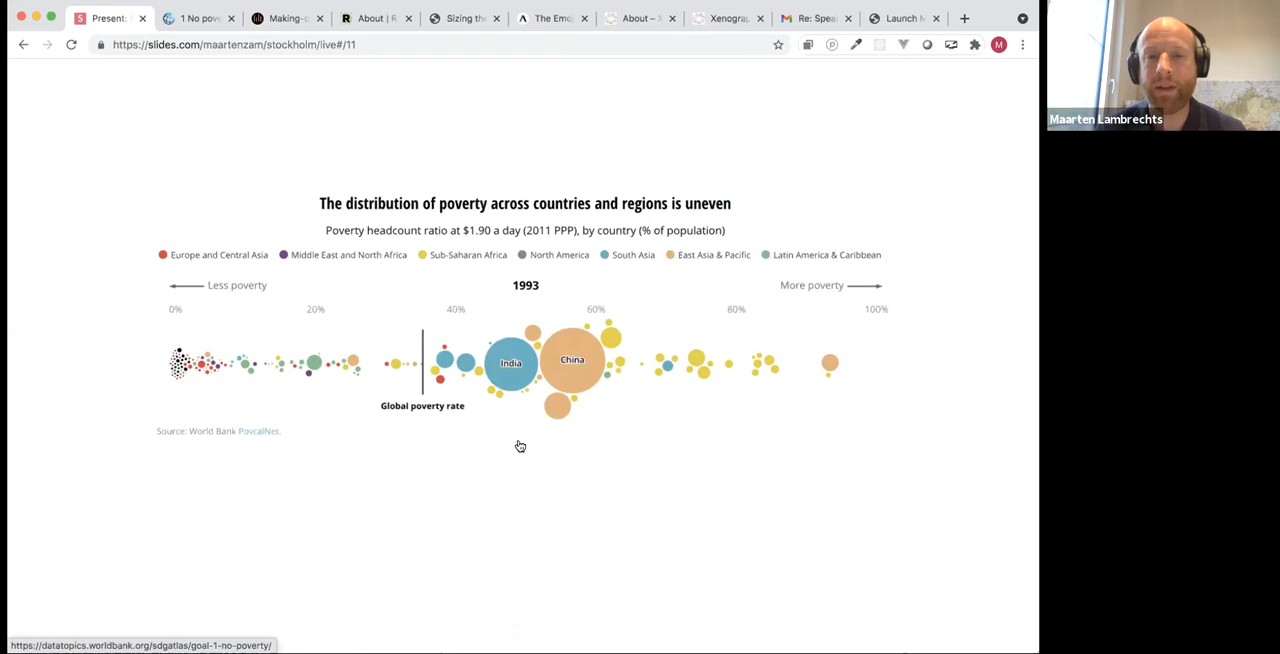 Present: X
1 No pove
Making-o
About | R
Sizing the
The Emoj
About – X
Xenograp
Re: Spea
Launch M
https://slides.com/maartenzam/stockholm/live#/11
M
Maarten Lambrechts
The distribution of poverty across countries and regions is uneven
Poverty headcount ratio at $1.90 a day (2011 PPP), by country (% of population)
Europe and Central Asia Middle East and North Africa Sub-Saharan Africa North America South Asia East Asia & Pacific Latin America & Caribbean
Less poverty 1993 More poverty
0% 20% 40% 60% 80% 100%
India China
Global poverty rate
Source: World Bank PovcalNet.
https://datatopics.worldbank.org/sdgatlas/goal-1-no-poverty/